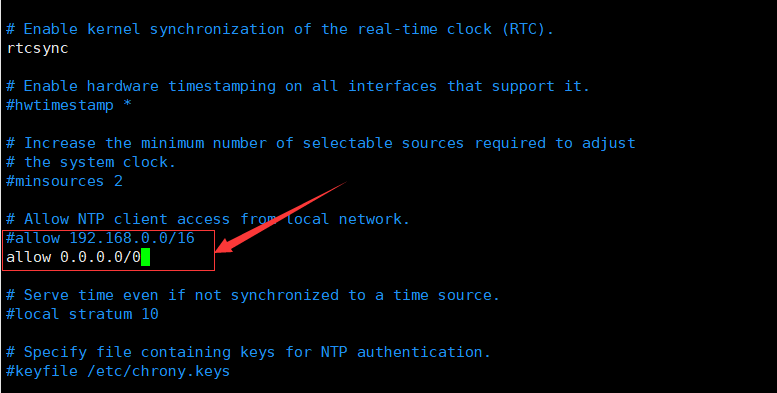 # Enable kernel synchronization of the real-time clock (RTC).
rtcsync
# Enable hardware timestamping on all interfaces that support it.
#hwtimestamp *
# Increase the minimum number of selectable sources required to adjust
# the system clock.
#minsources 2
# Allow NTP client access from local network.
#allow 192.168.0.0/16
allow 0.0.0.0/0
# Serve time even if not synchronized to a time source.
#local stratum 10
# Specify file containing keys for NTP authentication.
#keyfile /etc/chrony.keys